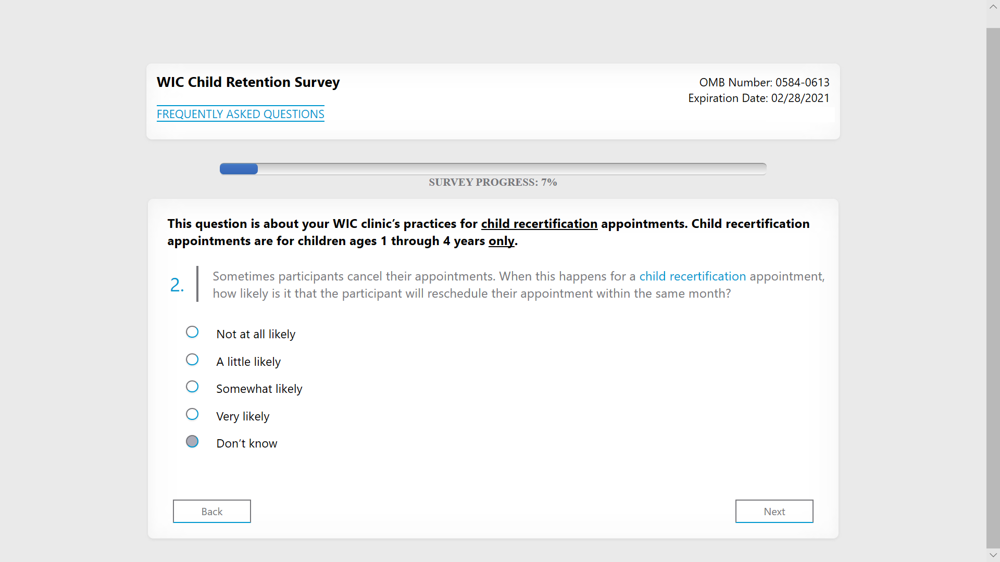 WIC Child Retention Survey
OMB Number: 0584-0613
Expiration Date: 02/28/2021
FREQUENTLY ASKED QUESTIONS
SURVEY PROGRESS: 7%
This question is about your WIC clinic’s practices for child recertification appointments. Child recertification
appointments are for children ages 1 through 4 years only.
2.
Sometimes participants cancel their appointments. When this happens for a child recertification appointment,
how likely is it that the participant will reschedule their appointment within the same month?
Not at all likely
A little likely
Somewhat likely
Very likely
Don’t know
Back
Next